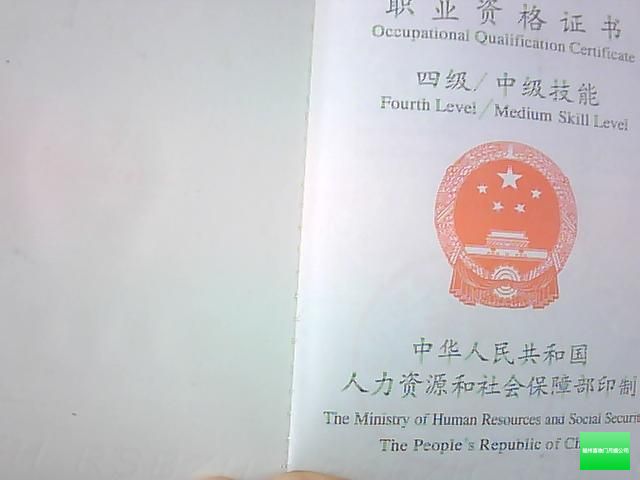 职业资格证书
Occupational Qualification Certificate
四级/中级技能
Fourth Level/Medium Skill Level
中华人民共和国
人力资源和社会保障部印制
The Ministry of Human Resources and Social
The People's Republic of